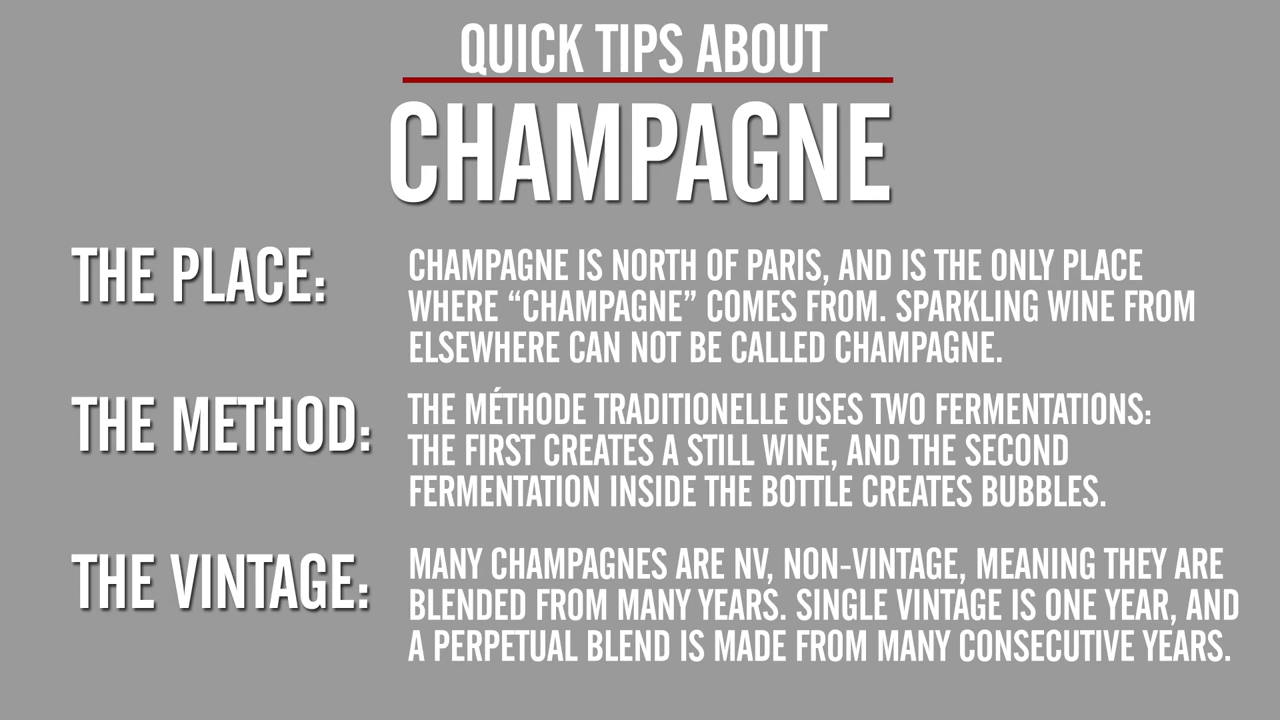 QUICK TIPS ABOUT
CHAMPAGNE
THE PLACE:
CHAMPAGNE IS NORTH OF PARIS, AND IS THE ONLY PLACE
WHERE “CHAMPAGNE” COMES FROM. SPARKLING WINE FROM
ELSEWHERE CAN NOT BE CALLED CHAMPAGNE.
THE METHOD:
THE MÉTHODE TRADITIONELLE USES TWO FERMENTATIONS:
THE FIRST CREATES A STILL WINE, AND THE SECOND
FERMENTATION INSIDE THE BOTTLE CREATES BUBBLES.
THE VINTAGE:
MANY CHAMPAGNES ARE NV, NON-VINTAGE, MEANING THEY ARE
BLENDED FROM MANY YEARS. SINGLE VINTAGE IS ONE YEAR, AND
A PERPETUAL BLEND IS MADE FROM MANY CONSECUTIVE YEARS.